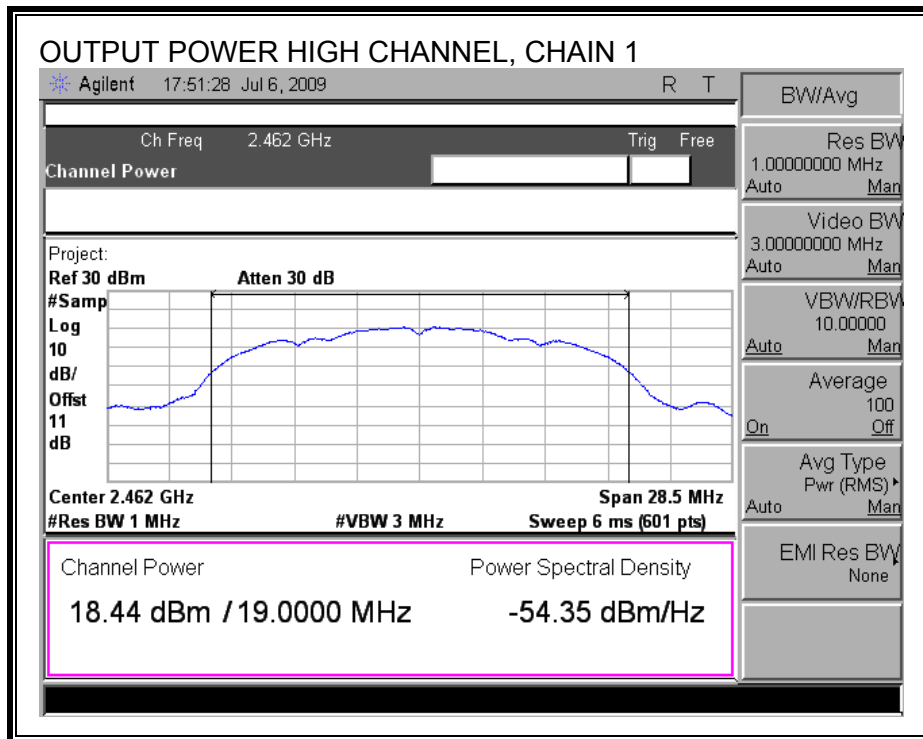 OUTPUT POWER HIGH CHANNEL, CHAIN 1
Agilent 17:51:28 Jul 6, 2009 R T
Ch Freq 2.462 GHz Trig Free
Channel Power
Project:
Ref 30 dBm Atten 30 dB
#Samp
Log
10
dB/
Offst
11
dB
Center 2.462 GHz Span 28.5 MHz
#Res BW 1 MHz #VBW 3 MHz Sweep 6 ms (601 pts)
Channel Power Power Spectral Density
18.44 dBm / 19.0000 MHz -54.35 dBm/Hz
BW/Avg
Res BW
1.00000000 MHz
Auto Man
Video BW
3.00000000 MHz
Auto Man
VBW/RBW
10.00000
Auto Man
Average
100
On Off
Avg Type
Pwr (RMS)
Auto Man
EMI Res BW
None